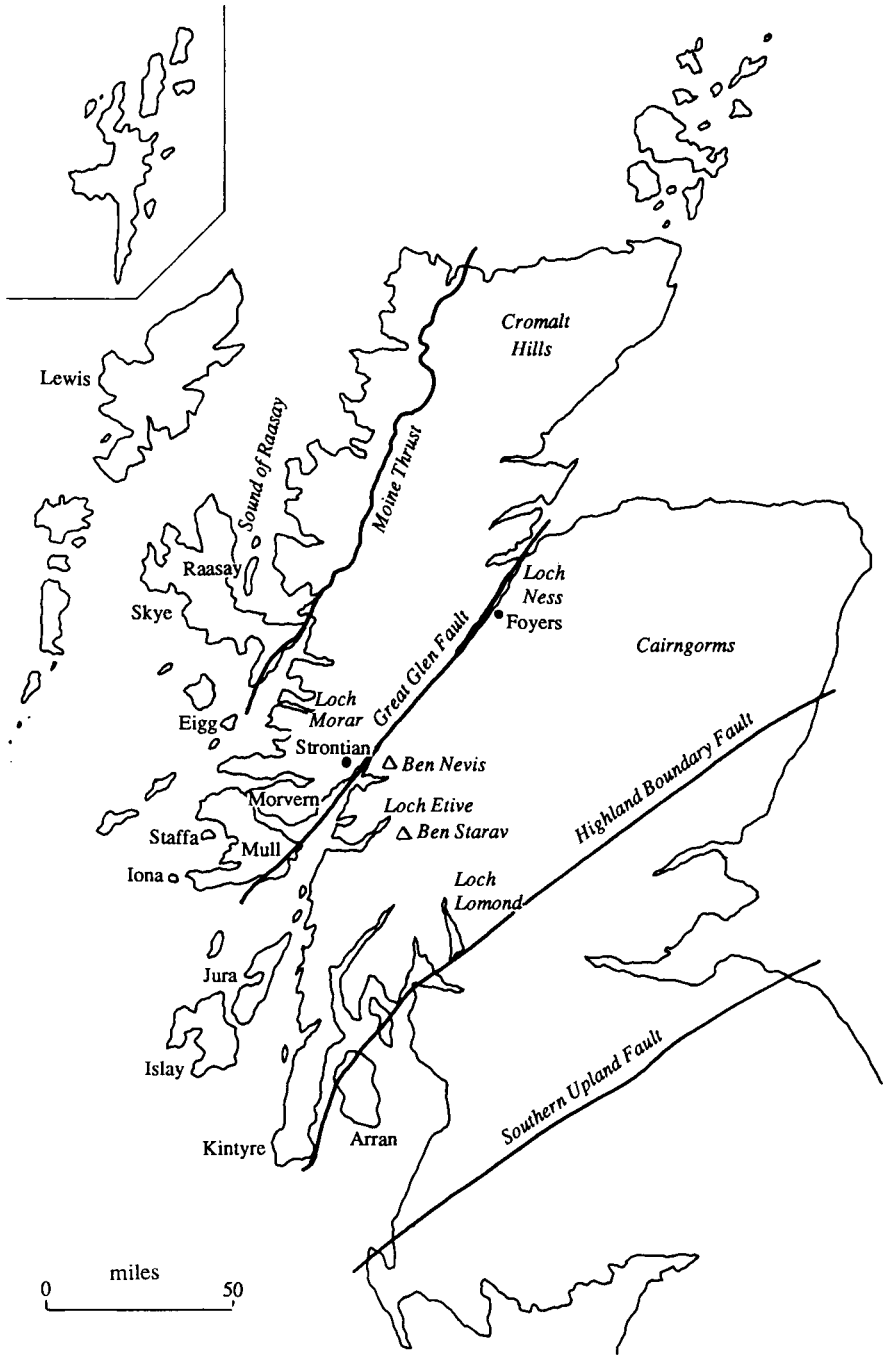 Cromalt
Hills
Lewis
Sound of Raasay
Moine Thrust
Raasay
Skye
Loch
Ness
Foyers
Great Glen Fault
Cairngorms
Loch
Morar
Eigg
Strontian
Ben Nevis
Highland Boundary Fault
Morvern
Loch Etive
Staffa
Ben Starav
Mull
Iona
Loch
Lomond
Jura
Southern Upland Fault
Islay
Kintyre
Arran
miles
0 50